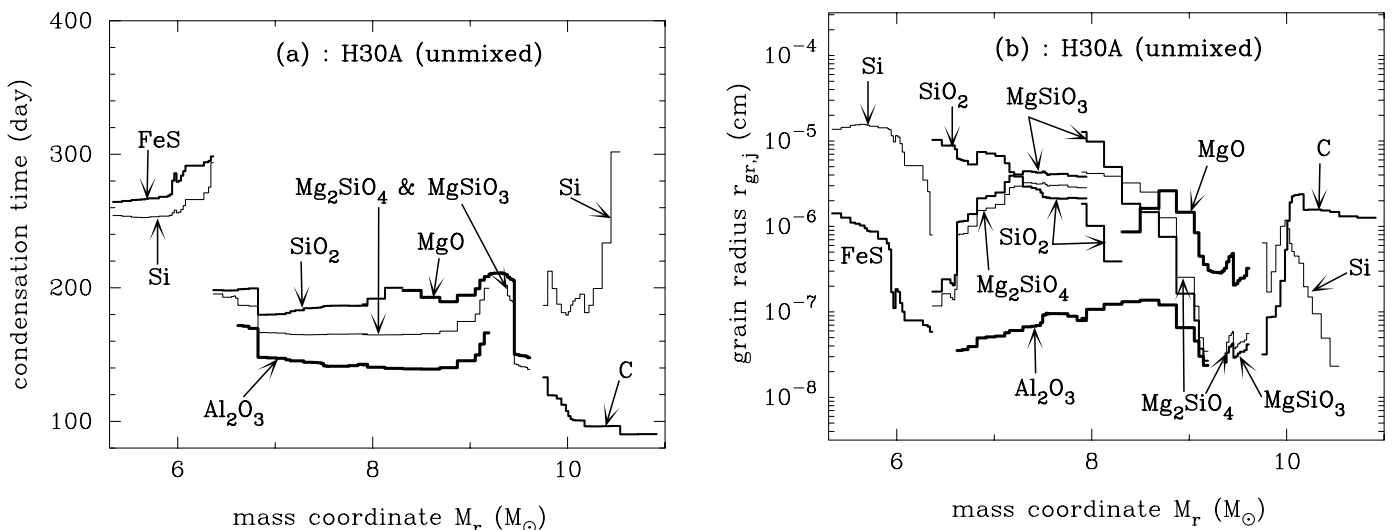 (a) : H30A (unmixed)
400
300
200
100
condensation time (day)
FeS
Si
Mg₂SiO₄ & MgSiO₃
Si
SiO₂
MgO
Al₂O₃
C
6
8
10
mass coordinate Mᵣ (M☉)
(b) : H30A (unmixed)
10⁻⁴
10⁻⁵
10⁻⁶
10⁻⁷
10⁻⁸
grain radius r_gr,j (cm)
Si
SiO₂
MgSiO₃
MgO
C
FeS
SiO₂
Mg₂SiO₄
Si
Al₂O₃
Mg₂SiO₄
MgSiO₃
6
8
10
mass coordinate Mᵣ (M☉)